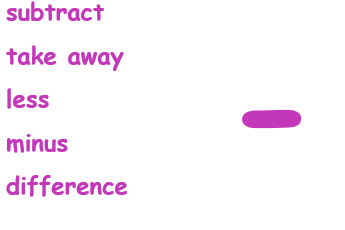 subtract
take away
less
minus
difference